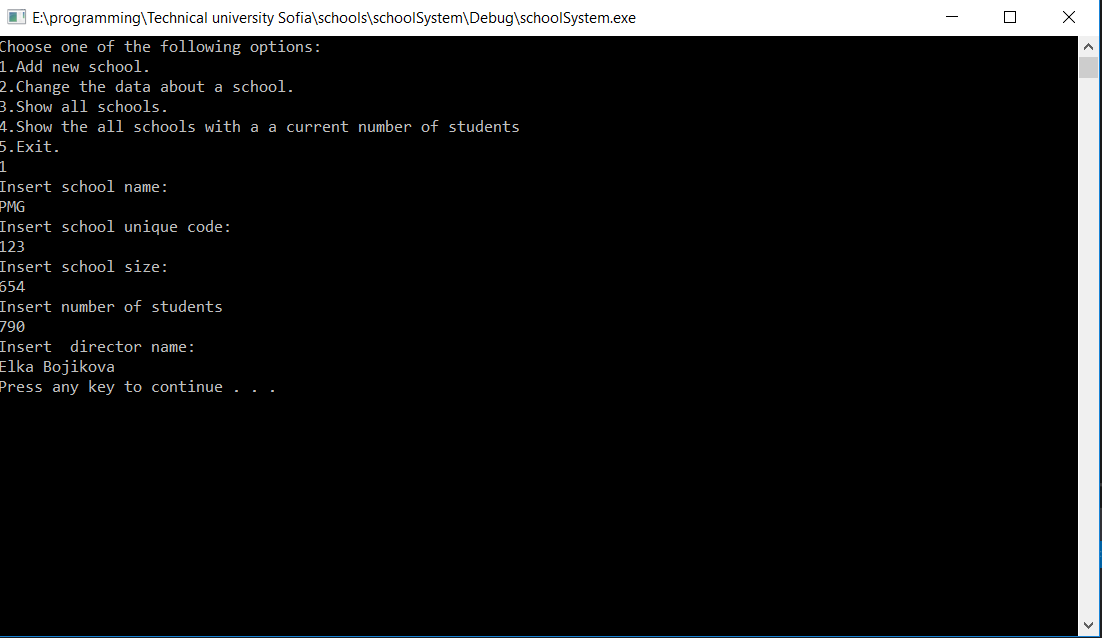 E:\programming\Technical university Sofia\schools\schoolSystem\Debug\schoolSystem.exe
Choose one of the following options:
1.Add new school.
2.Change the data about a school.
3.Show all schools.
4.Show the all schools with a a current number of students
5.Exit.
1
Insert school name:
PMG
Insert school unique code:
123
Insert school size:
654
Insert number of students
790
Insert  director name:
Elka Bojikova
Press any key to continue . . .